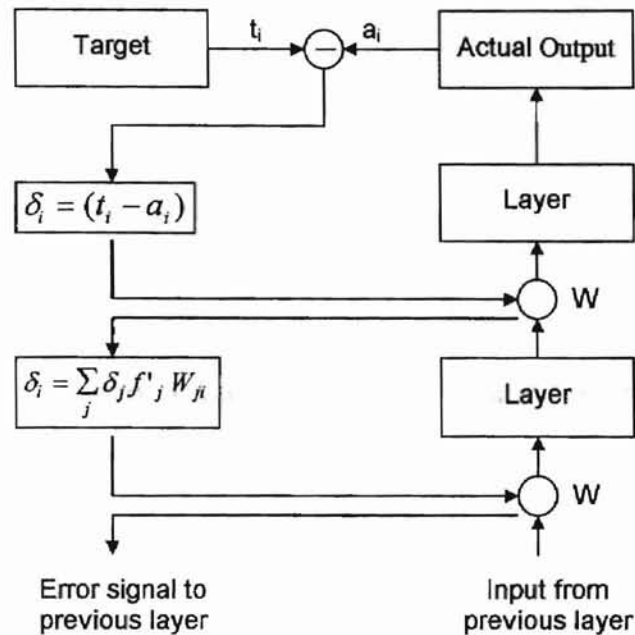 Target
tᵢ
−
aᵢ
Actual Output
δᵢ = (tᵢ − aᵢ)
Layer
W
δᵢ = ∑ⱼ δⱼ f'ⱼ Wⱼᵢ
Layer
W
Error signal to
previous layer
Input from
previous layer